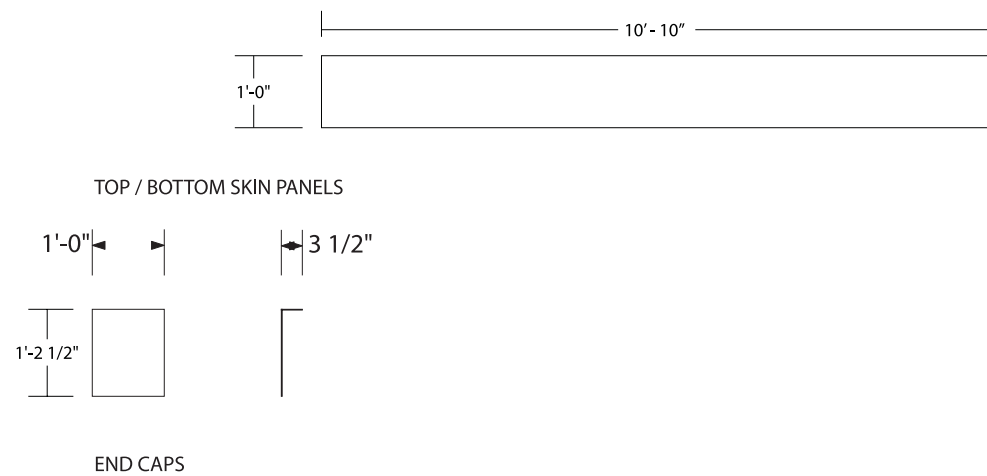 10' - 10"
1'-0"
TOP / BOTTOM SKIN PANELS
1'-0"
3 1/2"
1'-2 1/2"
END CAPS